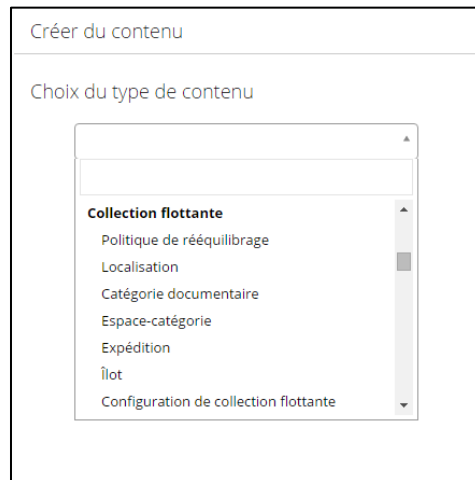 Créer du contenu
Choix du type de contenu
Collection flottante
Politique de rééquilibrage
Localisation
Catégorie documentaire
Espace-catégorie
Expédition
Îlot
Configuration de collection flottante